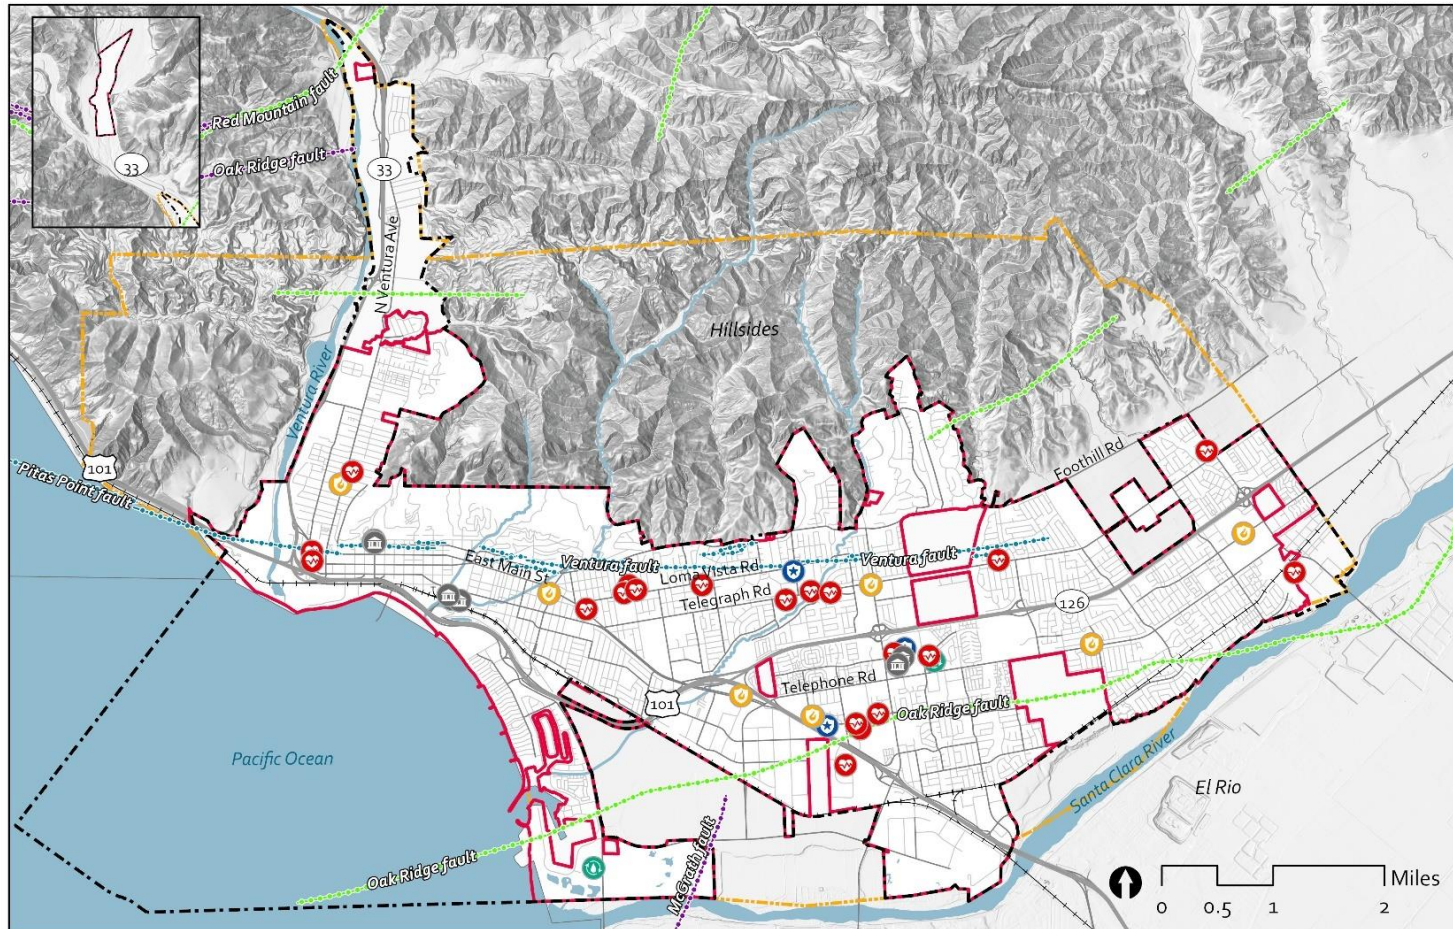 Red Mountain fault
33
Oak Ridge fault
33
N Ventura Ave
Hillsides
Ventura River
101
Pitas Point fault
Foothill Rd
East Main St
Ventura fault
Loma Vista Rd
Ventura fault
Telegraph Rd
126
Telephone Rd
101
Oak Ridge fault
Pacific Ocean
Santa Clara River
El Rio
McGrath fault
Oak Ridge fault
Miles
0 0.5 1 2